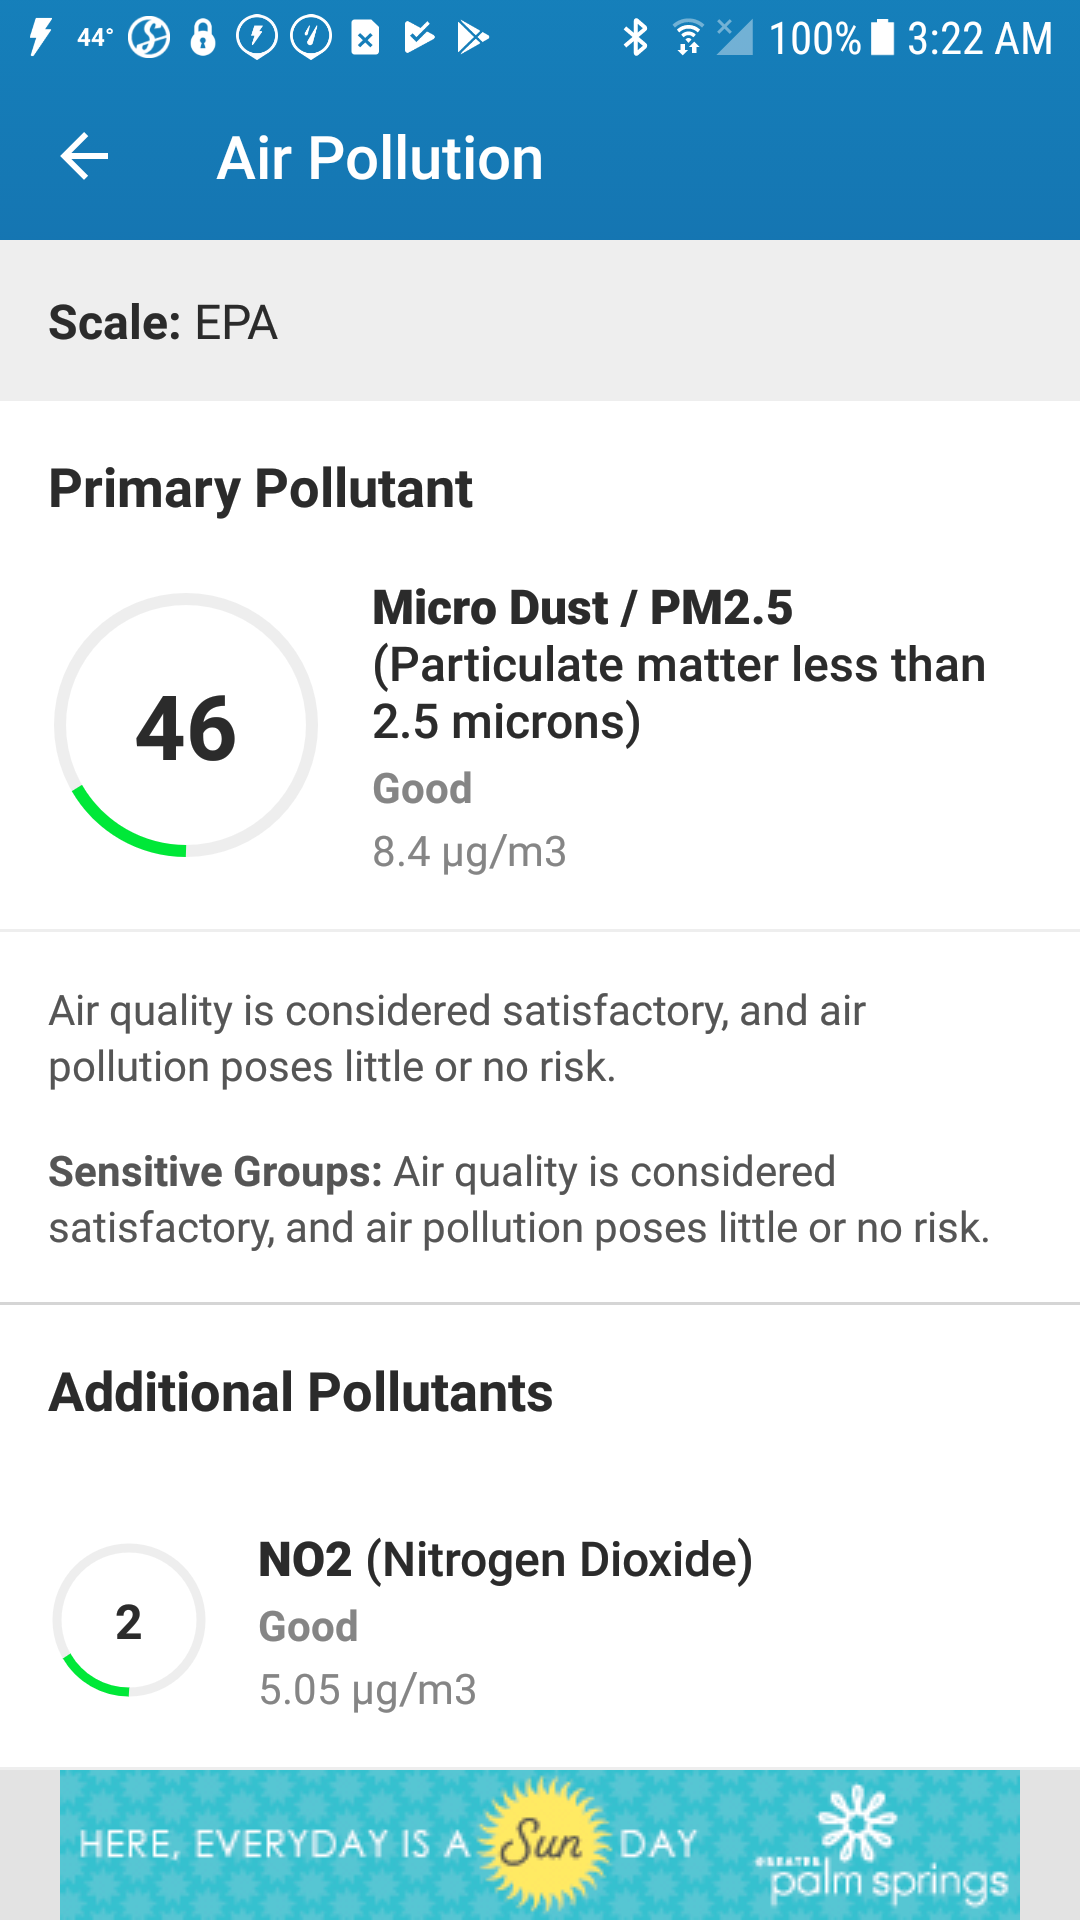 44° 100% 3:22 AM
Air Pollution
Scale: EPA
Primary Pollutant
46
Micro Dust / PM2.5
(Particulate matter less than
2.5 microns)
Good
8.4 µg/m3
Air quality is considered satisfactory, and air
pollution poses little or no risk.
Sensitive Groups: Air quality is considered
satisfactory, and air pollution poses little or no risk.
Additional Pollutants
2
NO2 (Nitrogen Dioxide)
Good
5.05 µg/m3
HERE, EVERYDAY IS A Sun DAY
GREATER
palm springs